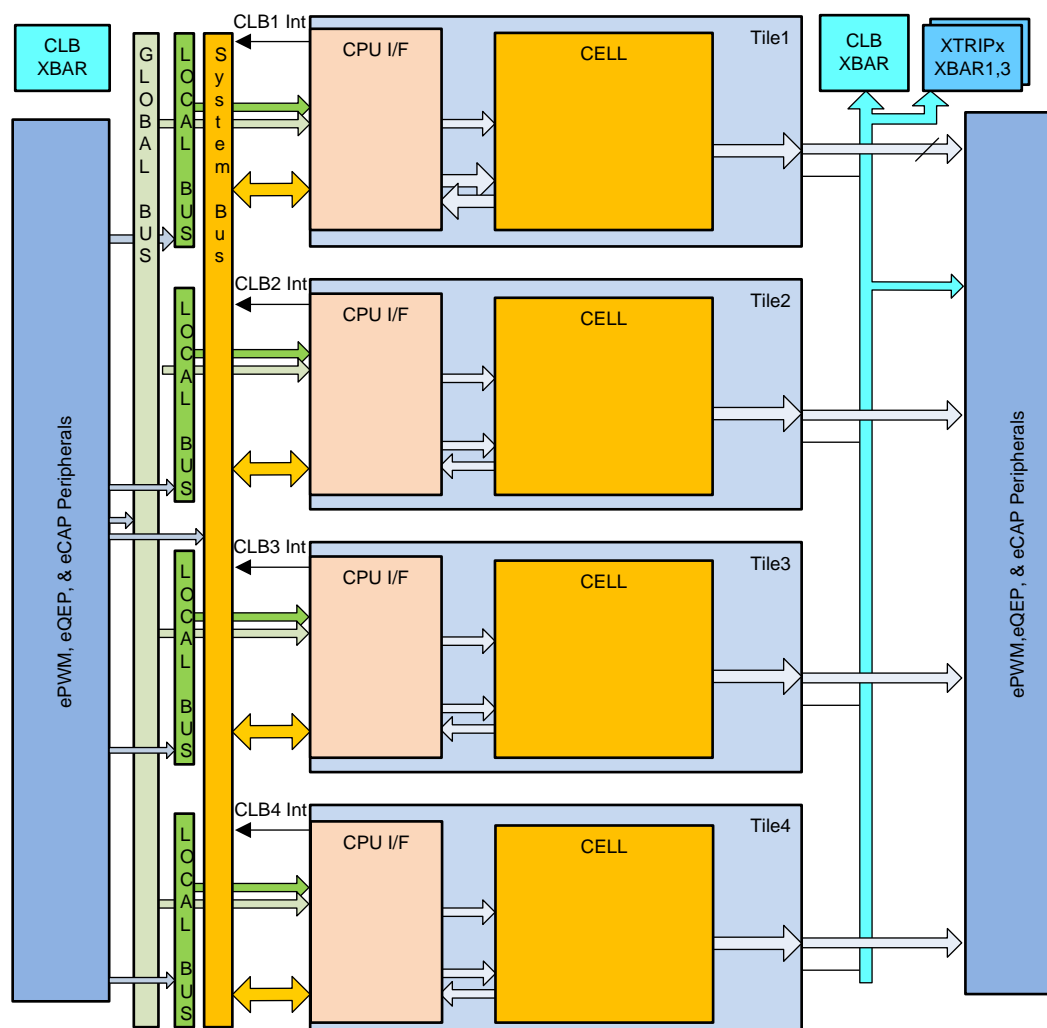 CLB
XBAR
ePWM, eQEP, & eCAP Peripherals
GLOBAL BUS
LOCAL BUS
System Bus
CLB1 Int
CPU I/F
CELL
Tile1
LOCAL BUS
CLB2 Int
CPU I/F
CELL
Tile2
LOCAL BUS
CLB3 Int
CPU I/F
CELL
Tile3
LOCAL BUS
CLB4 Int
CPU I/F
CELL
Tile4
CLB
XBAR
XTRIPx
XBAR1,3
ePWM,eQEP, & eCAP Peripherals